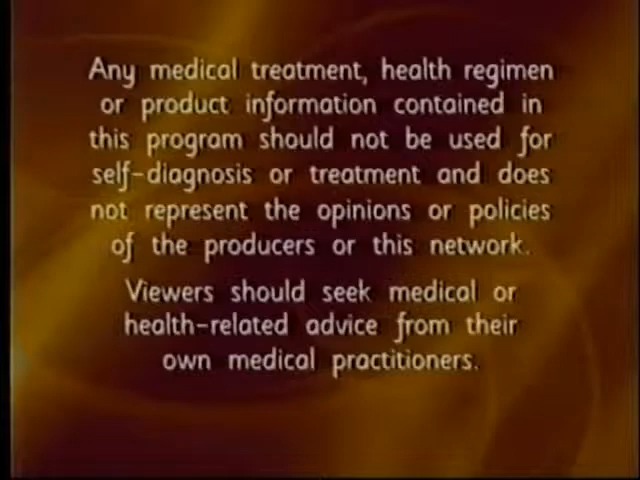 Any medical treatment, health regimen
or product information contained in
this program should not be used for
self-diagnosis or treatment and does
not represent the opinions or policies
of the producers or this network.
Viewers should seek medical or
health-related advice from their
own medical practitioners.